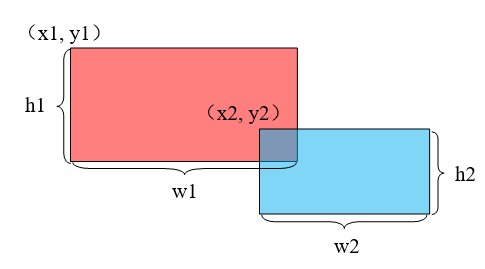 （x1, y1）
h1
（x2, y2）
w1
h2
w2